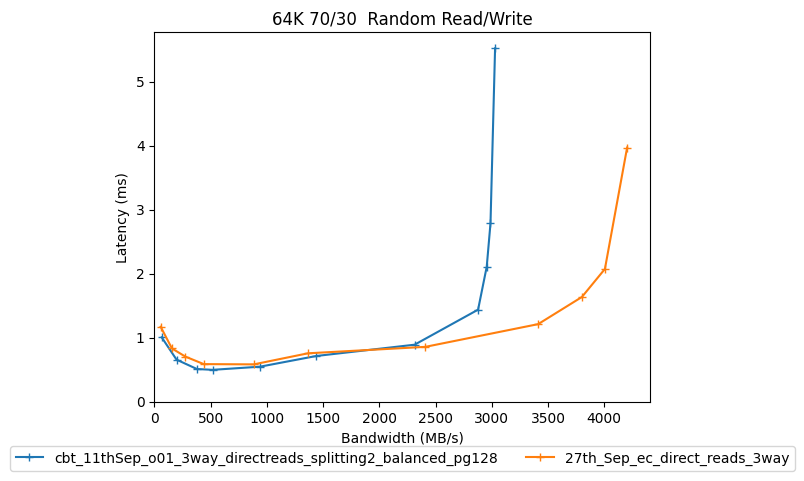 64K 70/30  Random Read/Write
Latency (ms)
5
4
3
2
1
0
0 500 1000 1500 2000 2500 3000 3500 4000
Bandwidth (MB/s)
cbt_11thSep_o01_3way_directreads_splitting2_balanced_pg128 27th_Sep_ec_direct_reads_3way